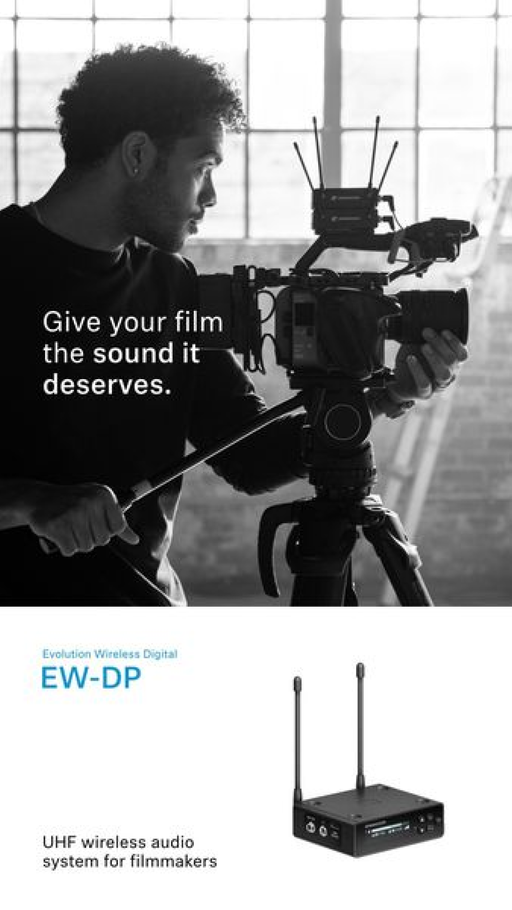 Give your film
the sound it
deserves.
Evolution Wireless Digital
EW-DP
UHF wireless audio
system for filmmakers